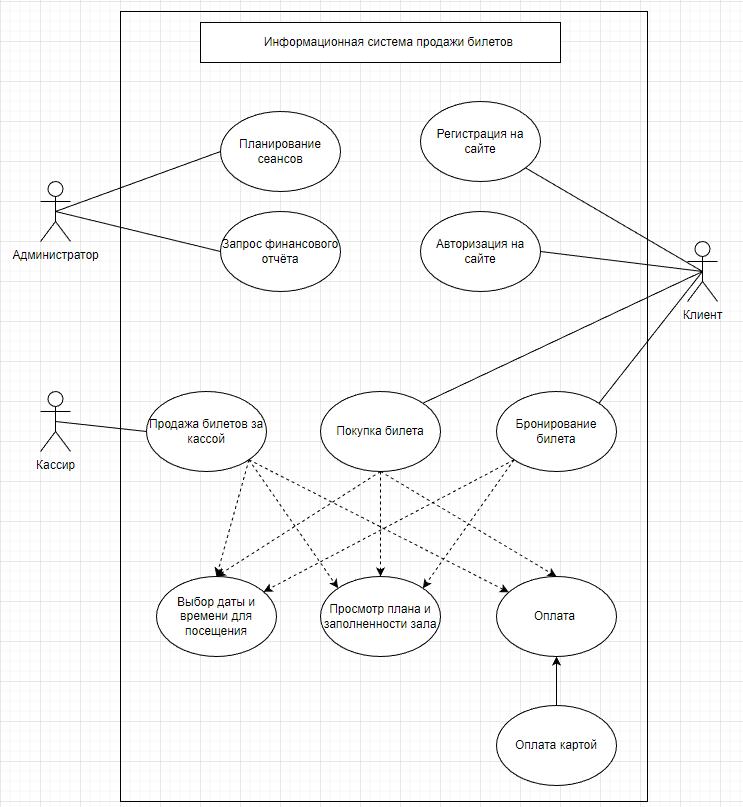 Информационная система продажи билетов
Планирование
сеансов
Регистрация на
сайте
Администратор
Запрос финансового
отчёта
Авторизация на
сайте
Клиент
Кассир
Продажа билетов за
кассой
Покупка билета
Бронирование
билета
Выбор даты и
времени для
посещения
Просмотр плана и
заполненности зала
Оплата
Оплата картой